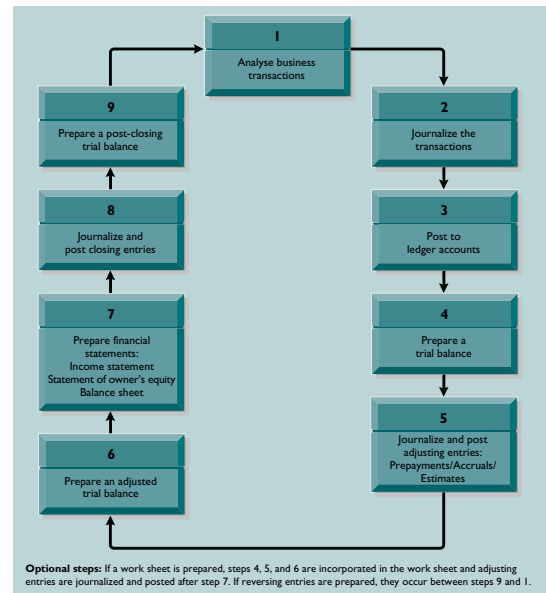 1
Analyse business
transactions
2
Journalize the
transactions
3
Post to
ledger accounts
4
Prepare a
trial balance
5
Journalize and post
adjusting entries:
Prepayments/Accruals/
Estimates
6
Prepare an adjusted
trial balance
7
Prepare financial
statements:
Income statement
Statement of owner's equity
Balance sheet
8
Journalize and
post closing entries
9
Prepare a post-closing
trial balance
Optional steps: If a work sheet is prepared, steps 4, 5, and 6 are incorporated in the work sheet and adjusting
entries are journalized and posted after step 7. If reversing entries are prepared, they occur between steps 9 and 1.